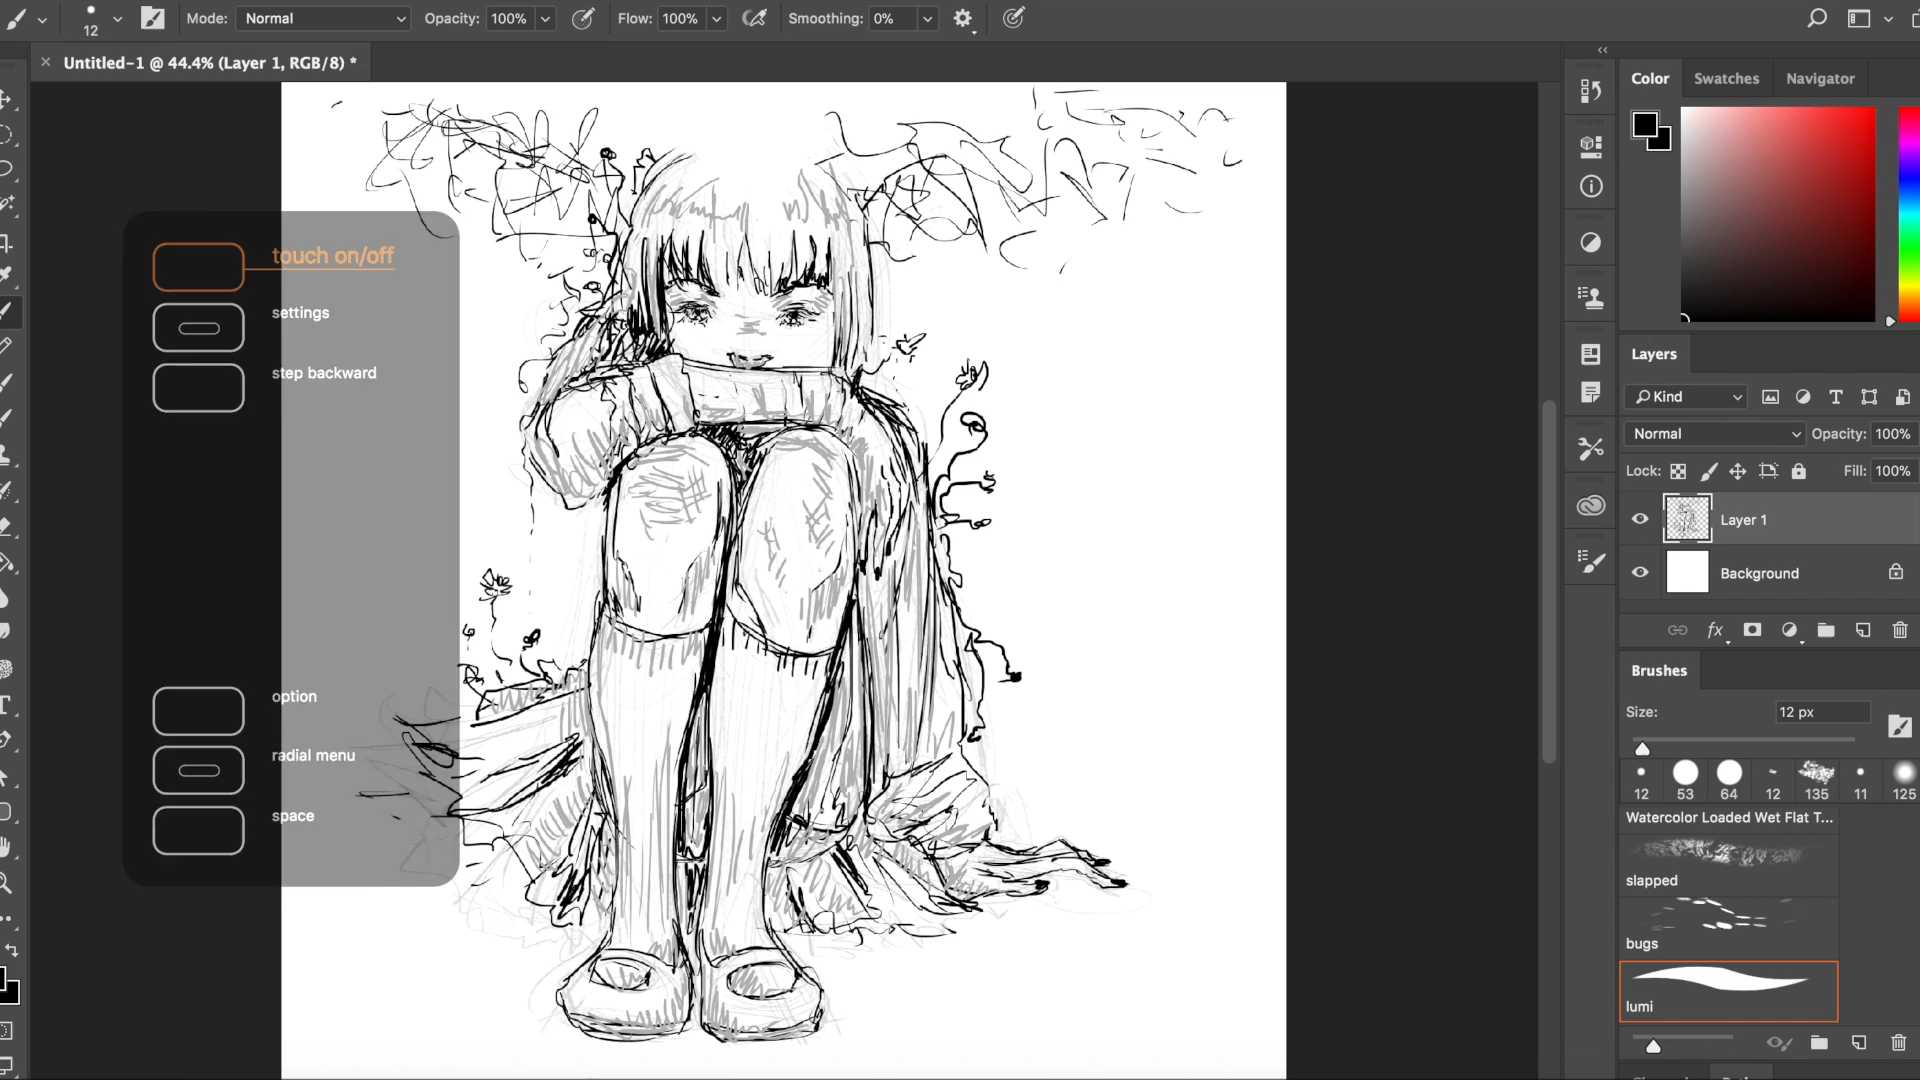 12
Mode: Normal
Opacity: 100%
Flow: 100%
Smoothing: 0%
× Untitled-1 @ 44.4% (Layer 1, RGB/8) *
Color Swatches Navigator
touch on/off
settings
step backward
option
radial menu
space
Layers
Kind
Normal Opacity: 100%
Lock: Fill: 100%
Layer 1
Background
fx
Brushes
Size: 12 px
12 53 64 12 135 11 125
Watercolor Loaded Wet Flat T...
slapped
bugs
lumi